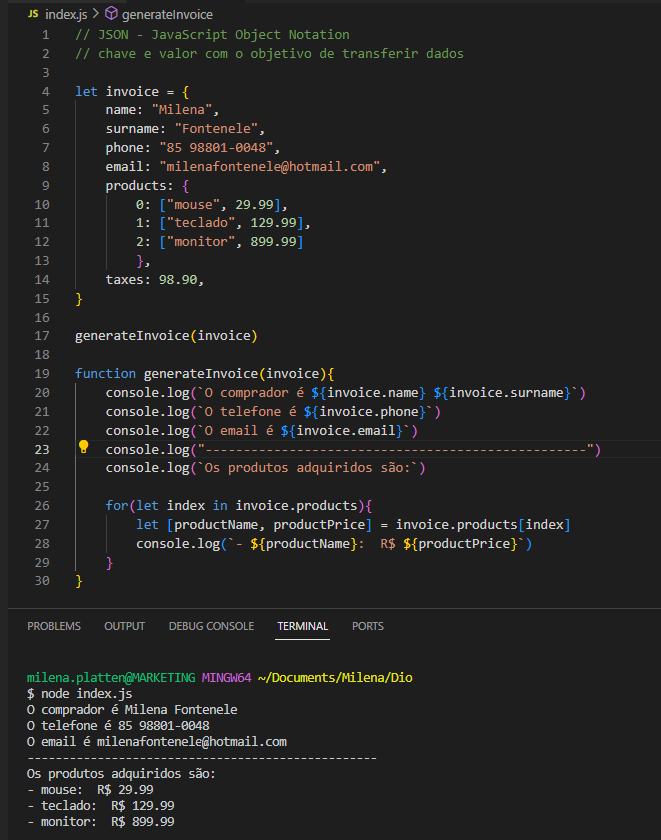 JS index.js > generateInvoice
1 // JSON - JavaScript Object Notation
2 // chave e valor com o objetivo de transferir dados
3
4 let invoice = {
5     name: "Milena",
6     surname: "Fontenele",
7     phone: "85 98801-0048",
8     email: "milenafontenele@hotmail.com",
9     products: {
10         0: ["mouse", 29.99],
11         1: ["teclado", 129.99],
12         2: ["monitor", 899.99]
13         },
14     taxes: 98.90,
15 }
16
17 generateInvoice(invoice)
18
19 function generateInvoice(invoice){
20     console.log(`O comprador é ${invoice.name} ${invoice.surname}`)
21     console.log(`O telefone é ${invoice.phone}`)
22     console.log(`O email é ${invoice.email}`)
23     console.log("--------------------------------------------------")
24     console.log(`Os produtos adquiridos são:`)
25
26     for(let index in invoice.products){
27         let [productName, productPrice] = invoice.products[index]
28         console.log(`- ${productName}:  R$ ${productPrice}`)
29     }
30 }
PROBLEMS OUTPUT DEBUG CONSOLE TERMINAL PORTS
milena.platten@MARKETING MINGW64 ~/Documents/Milena/Dio
$ node index.js
O comprador é Milena Fontenele
O telefone é 85 98801-0048
O email é milenafontenele@hotmail.com
--------------------------------------------------
Os produtos adquiridos são:
- mouse:  R$ 29.99
- teclado:  R$ 129.99
- monitor:  R$ 899.99